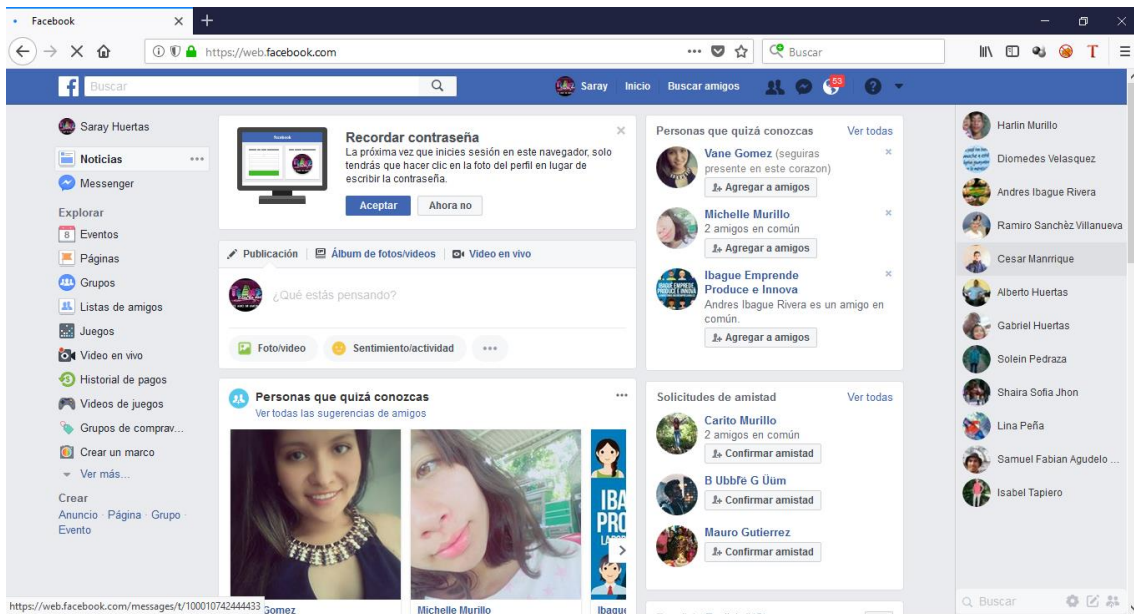 Facebook
https://web.facebook.com
Buscar
Buscar
Saray
Inicio
Buscar amigos
53
Saray Huertas
Noticias
Messenger
Explorar
Eventos
Páginas
Grupos
Listas de amigos
Juegos
Video en vivo
Historial de pagos
Videos de juegos
Grupos de comprav...
Crear un marco
Ver más...
Crear
Anuncio · Página · Grupo ·
Evento
Recordar contraseña
La próxima vez que inicies sesión en este navegador, solo
tendrás que hacer clic en la foto del perfil en lugar de
escribir la contraseña.
Aceptar
Ahora no
Publicación
Álbum de fotos/videos
Video en vivo
¿Qué estás pensando?
Foto/video
Sentimiento/actividad
Personas que quizá conozcas
Ver todas las sugerencias de amigos
Gomez
Michelle Murillo
Ibagu
Personas que quizá conozcas
Ver todas
Vane Gomez (seguiras
presente en este corazon)
Agregar a amigos
Michelle Murillo
2 amigos en común
Agregar a amigos
Ibague Emprende
Produce e Innova
Andres Ibague Rivera es un amigo en
común.
Agregar a amigos
Solicitudes de amistad
Ver todas
Carito Murillo
2 amigos en común
Confirmar amistad
B Ubbfë G Üüm
Confirmar amistad
Mauro Gutierrez
Confirmar amistad
Harlin Murillo
Diomedes Velasquez
Andres Ibague Rivera
Ramiro Sanchèz Villanueva
Cesar Manrrique
Alberto Huertas
Gabriel Huertas
Solein Pedraza
Shaira Sofia Jhon
Lina Peña
Samuel Fabian Agudelo ...
Isabel Tapiero
Buscar
https://web.facebook.com/messages/t/100010742444433